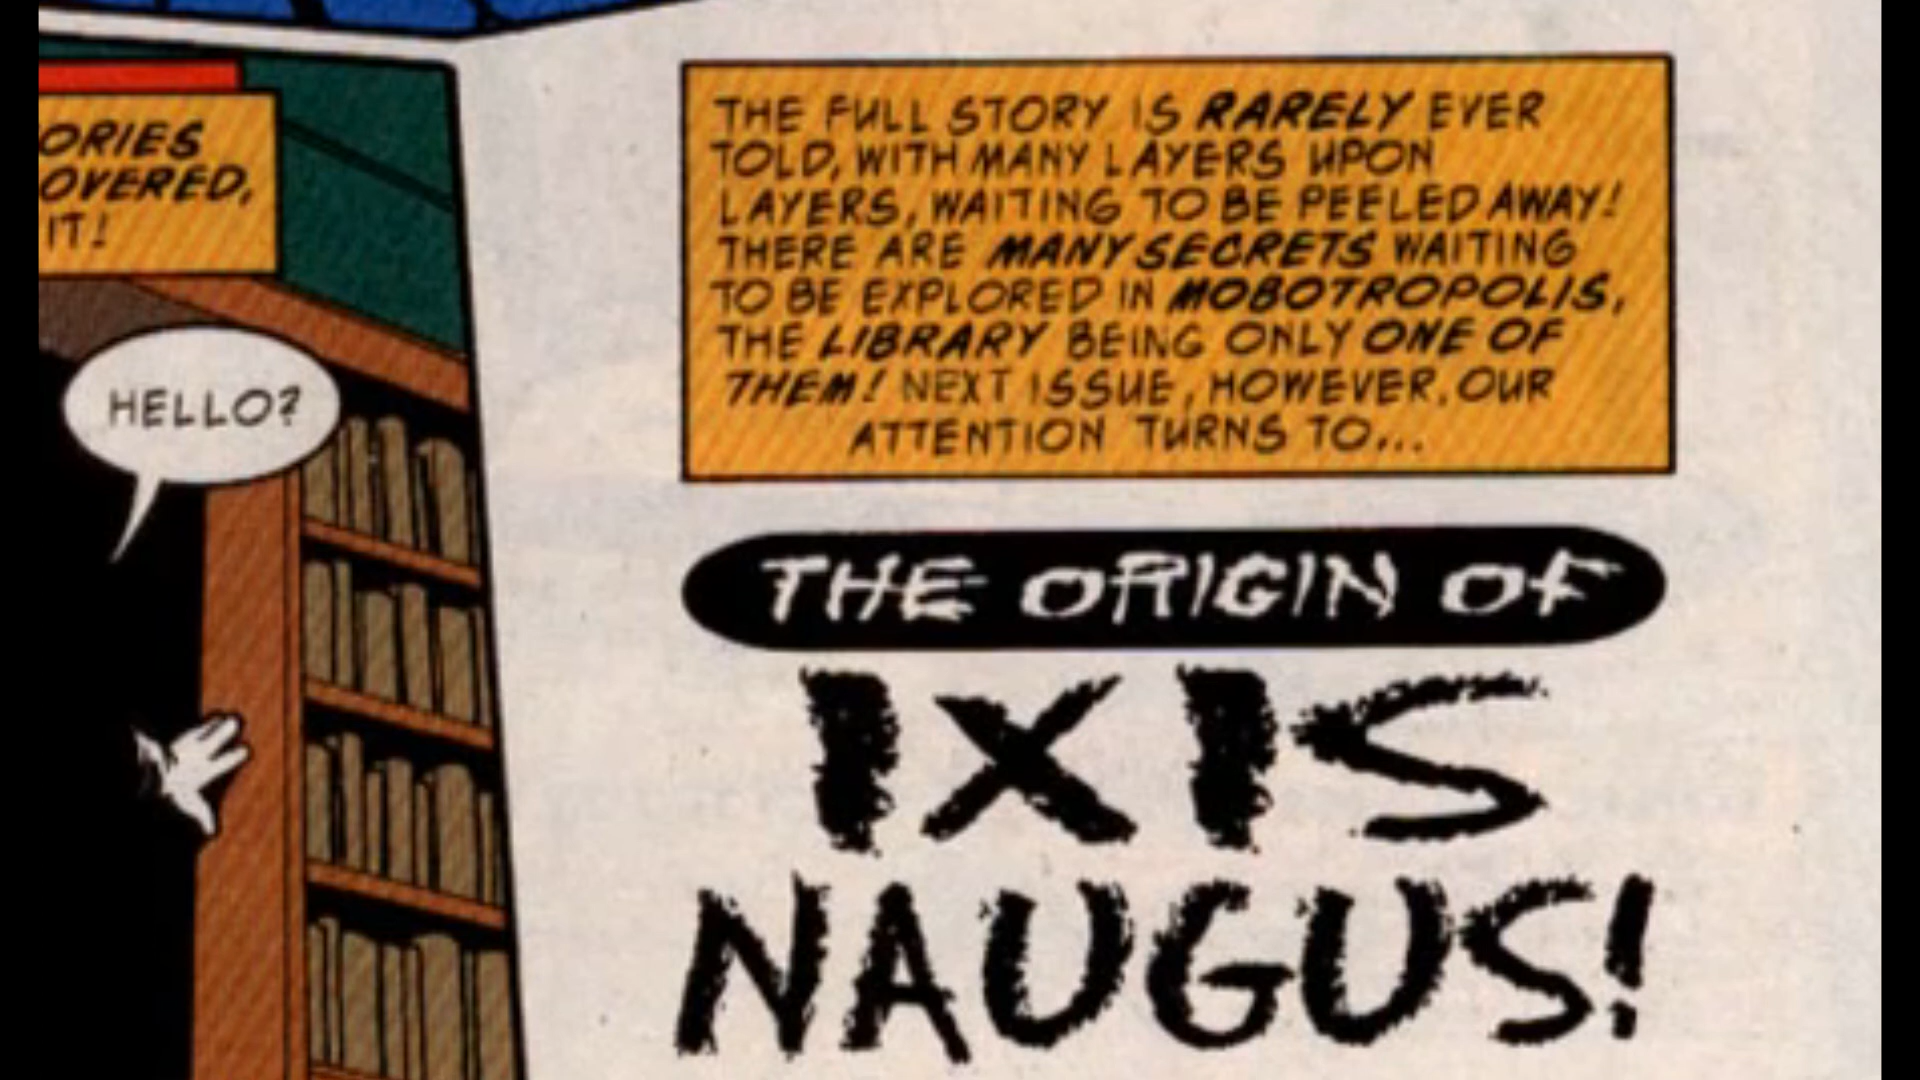 ORIES
OVERED,
IT!
HELLO?
THE FULL STORY IS RARELY EVER
TOLD, WITH MANY LAYERS UPON
LAYERS, WAITING TO BE PEELED AWAY!
THERE ARE MANY SECRETS WAITING
TO BE EXPLORED IN MOBOTROPOLIS,
THE LIBRARY BEING ONLY ONE OF
THEM! NEXT ISSUE, HOWEVER, OUR
ATTENTION TURNS TO...
THE ORIGIN OF
IXIS
NAUGUS!